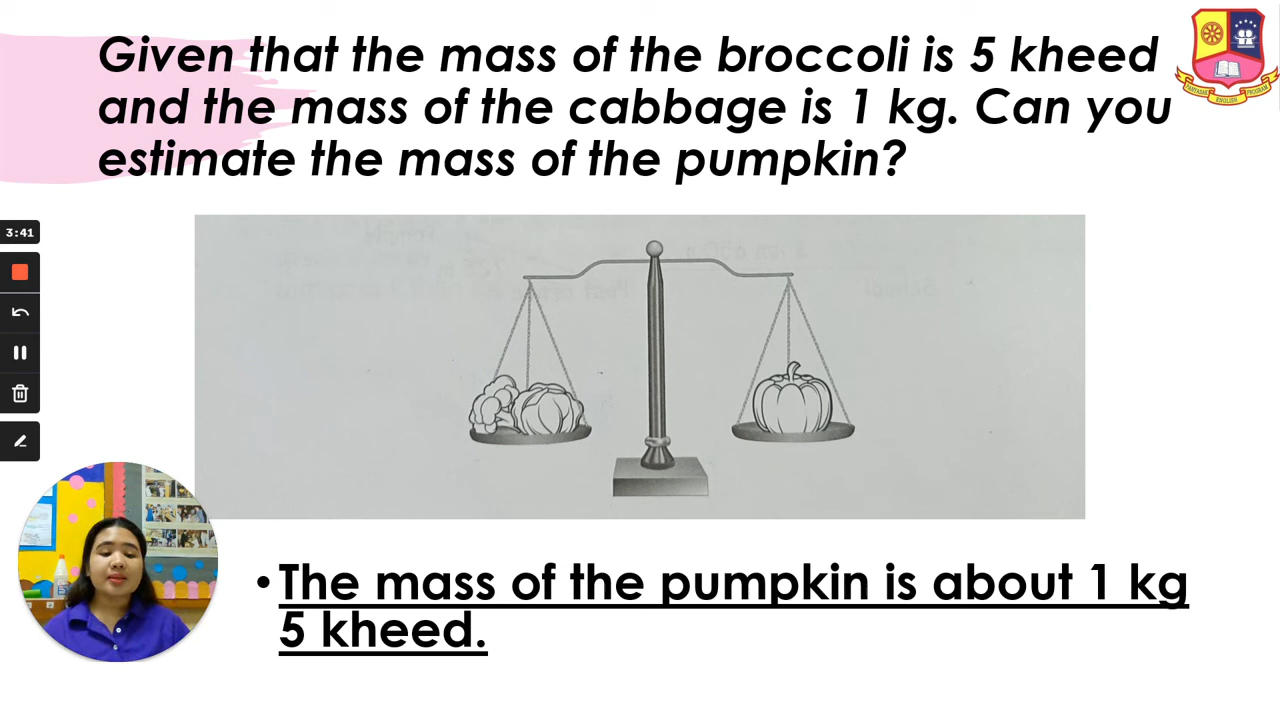 Given that the mass of the broccoli is 5 kheed
and the mass of the cabbage is 1 kg. Can you
estimate the mass of the pumpkin?
3:41
• The mass of the pumpkin is about 1 kg
5 kheed.
ENGLISH
PROGRAM